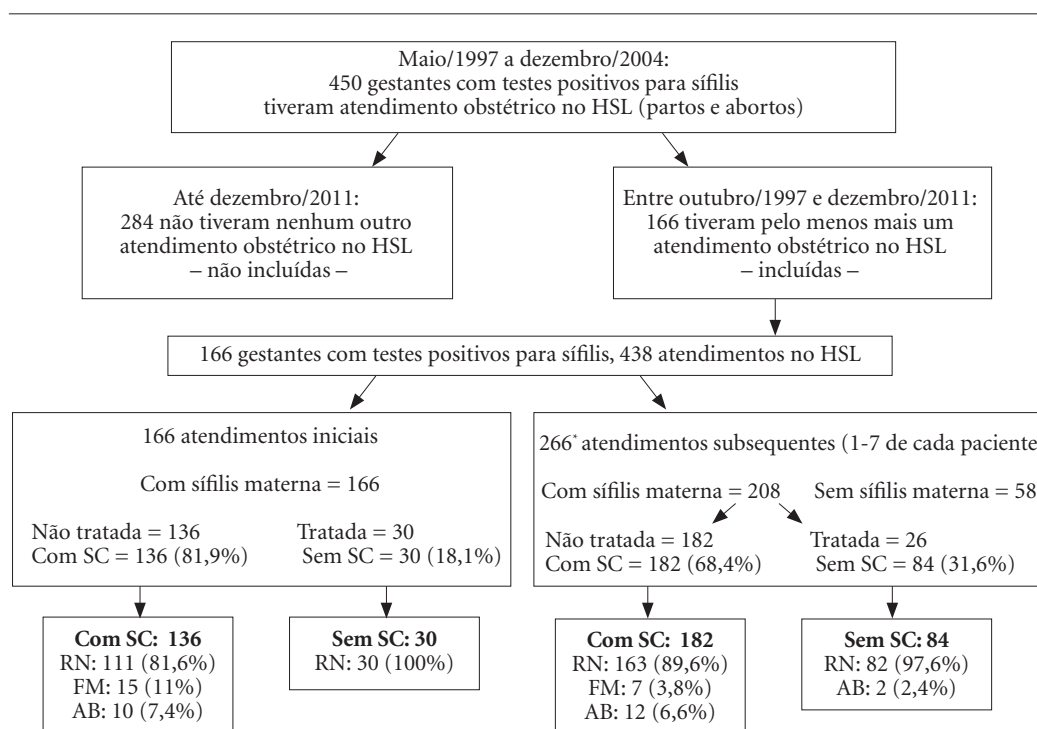 Maio/1997 a dezembro/2004:
450 gestantes com testes positivos para sífilis
tiveram atendimento obstétrico no HSL (partos e abortos)
Até dezembro/2011:
284 não tiveram nenhum outro
atendimento obstétrico no HSL
– não incluídas –
Entre outubro/1997 e dezembro/2011:
166 tiveram pelo menos mais um
atendimento obstétrico no HSL
– incluídas –
166 gestantes com testes positivos para sífilis, 438 atendimentos no HSL
166 atendimentos iniciais
Com sífilis materna = 166
Não tratada = 136 Tratada = 30
Com SC = 136 (81,9%) Sem SC = 30 (18,1%)
266* atendimentos subsequentes (1-7 de cada paciente
Com sífilis materna = 208 Sem sífilis materna = 58
Não tratada = 182 Tratada = 26
Com SC = 182 (68,4%) Sem SC = 84 (31,6%)
Com SC: 136
RN: 111 (81,6%)
FM: 15 (11%)
AB: 10 (7,4%)
Sem SC: 30
RN: 30 (100%)
Com SC: 182
RN: 163 (89,6%)
FM: 7 (3,8%)
AB: 12 (6,6%)
Sem SC: 84
RN: 82 (97,6%)
AB: 2 (2,4%)